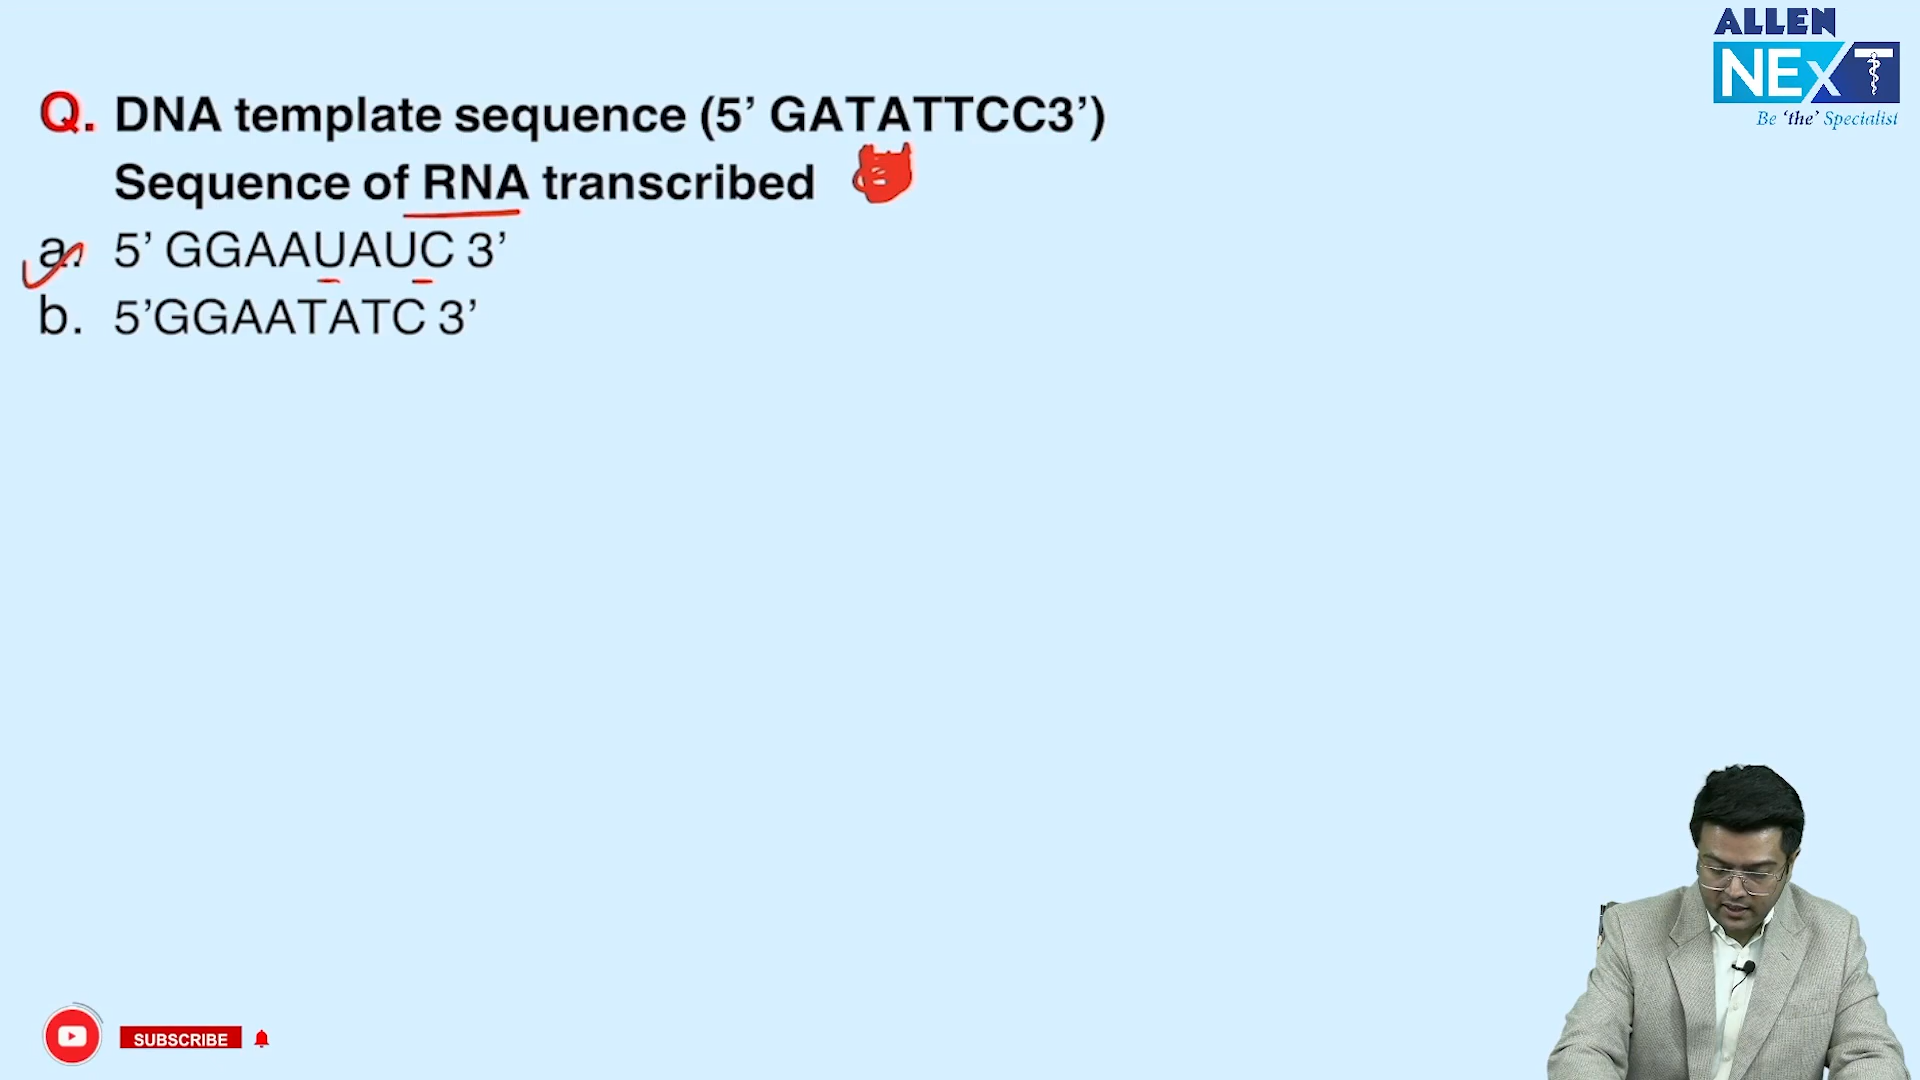 ALLEN
NExT
Be ‘the’ Specialist
Q. DNA template sequence (5’ GATATTCC3’)
Sequence of RNA transcribed
a. 5’ GGAAUAUC 3’
b. 5’GGAATATC 3’
SUBSCRIBE